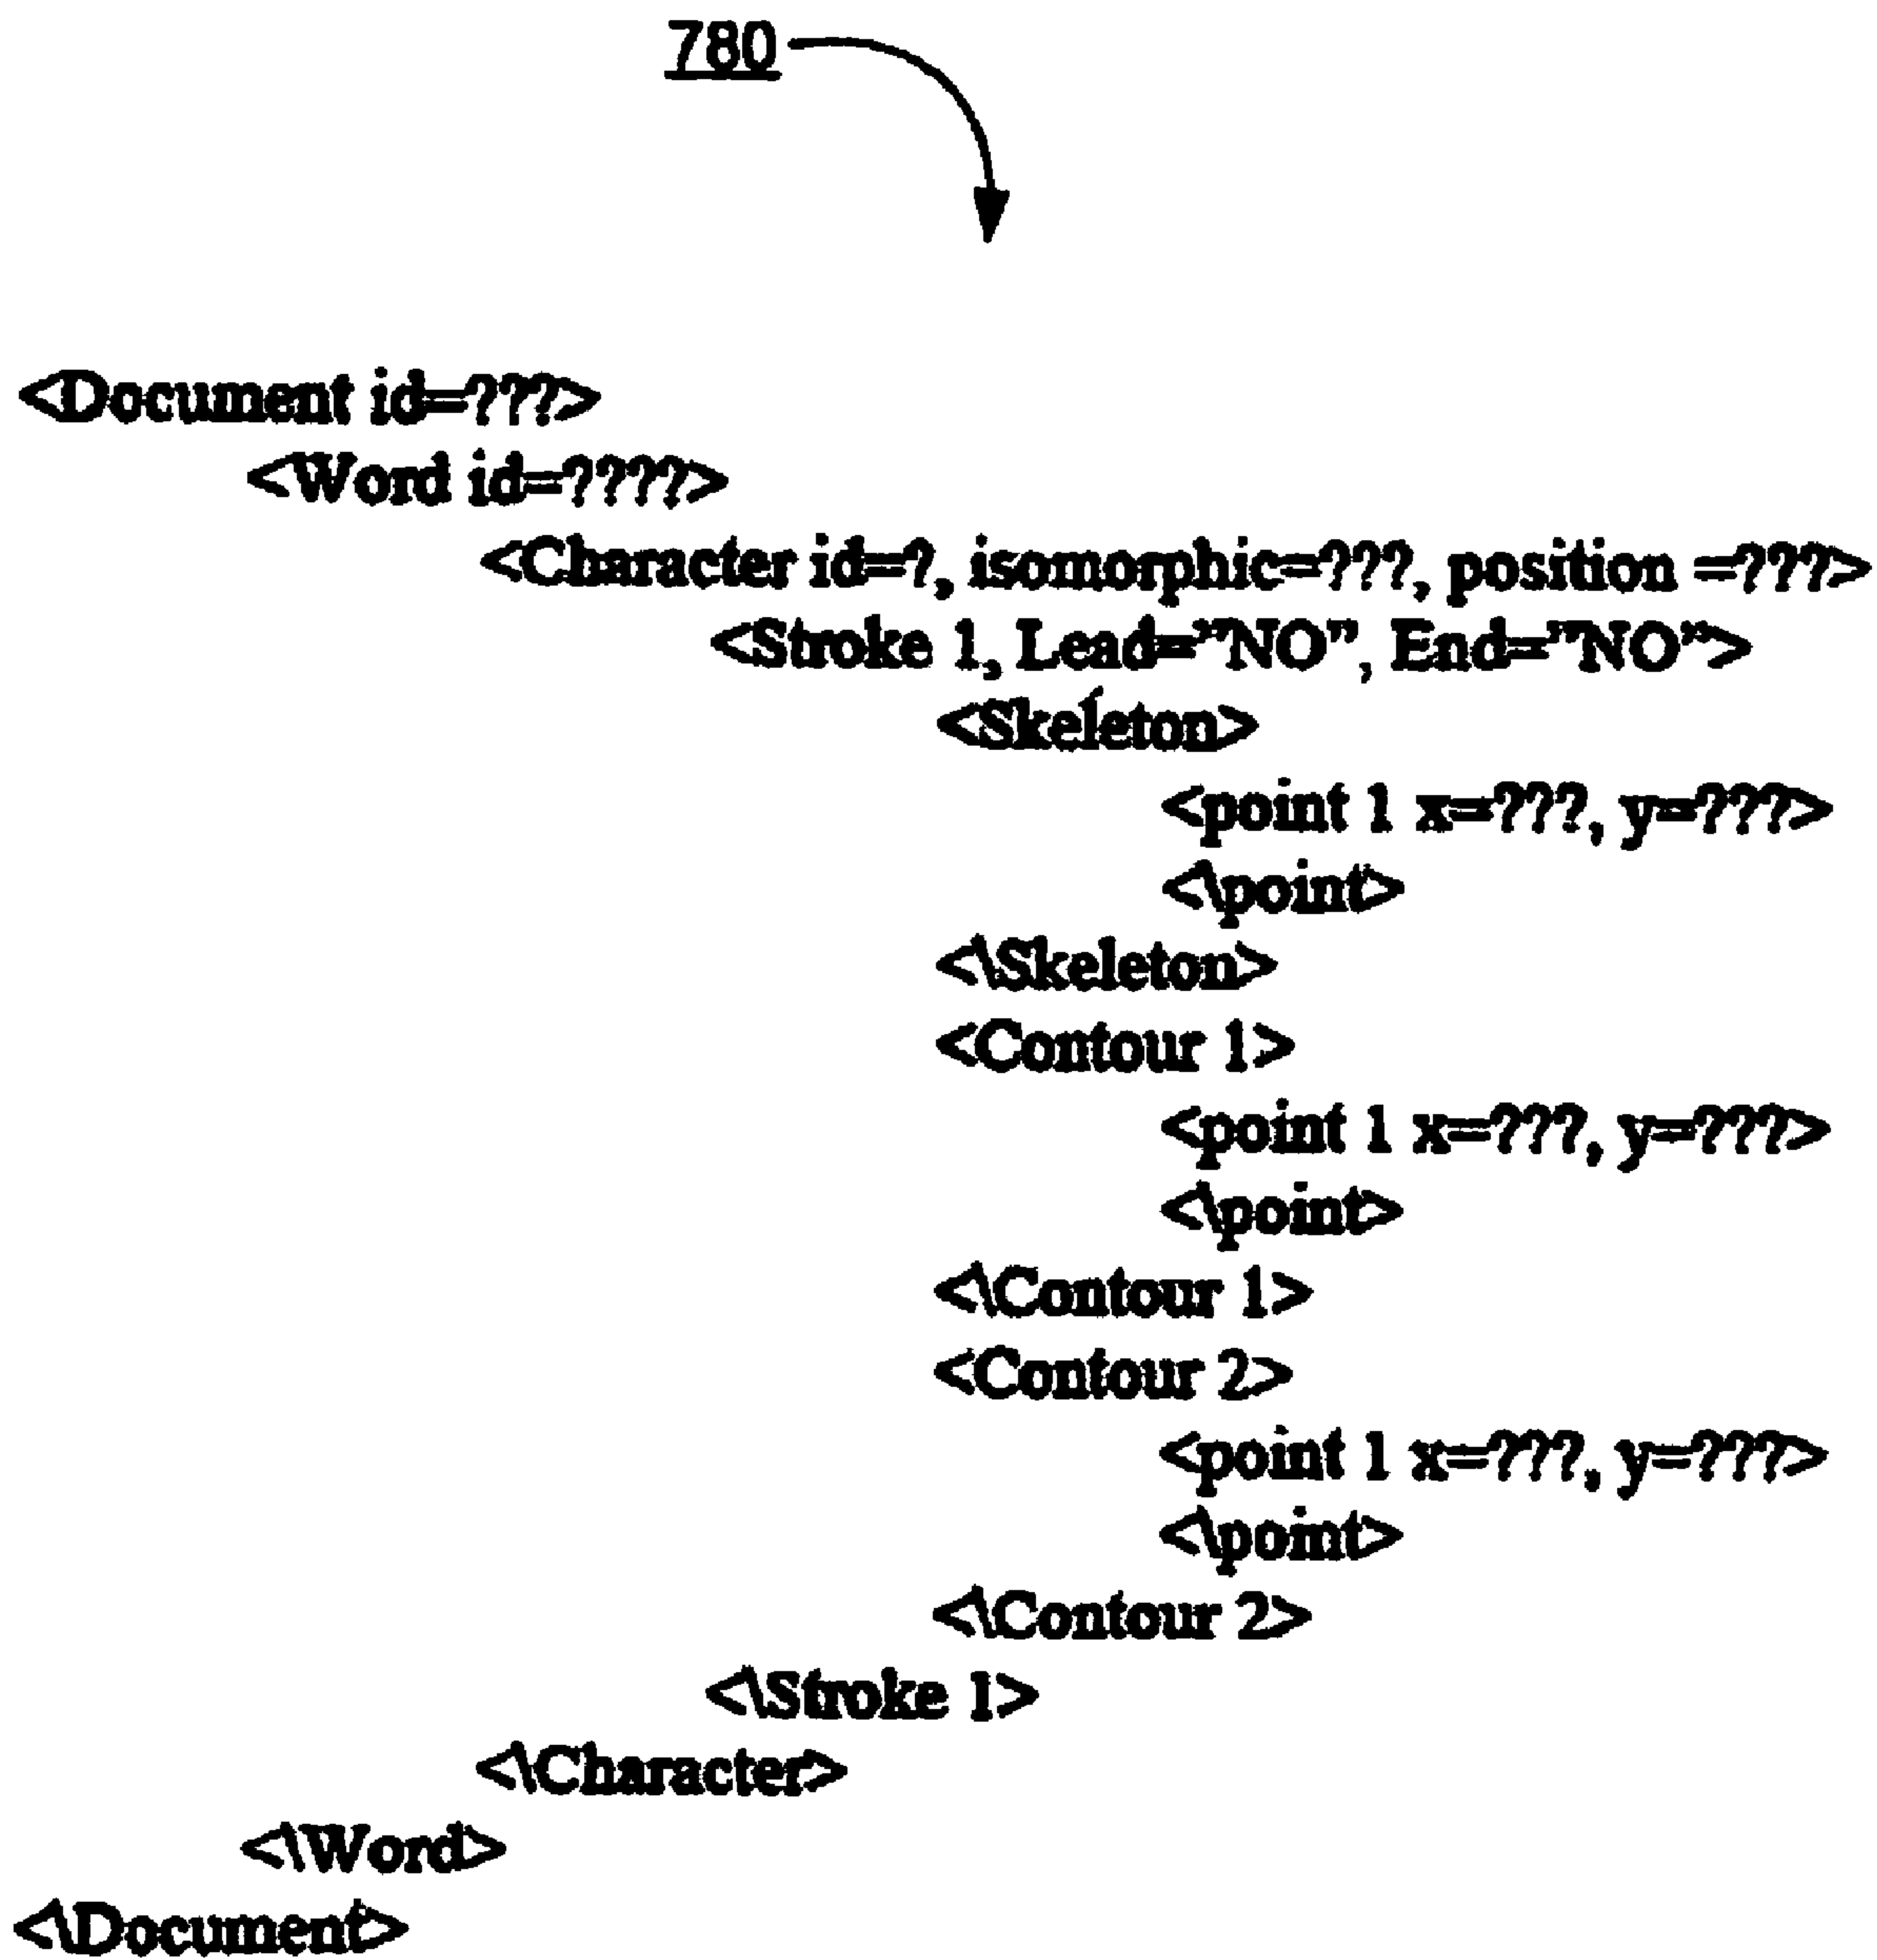 780
<Document id=???>
<Word id=????>
<Character id=?, isomorphic=???, position =???>
<Stroke 1, Lead=”NO”, End=”NO”>
<Skeleton>
<point 1 x=???, y=???>
<\point>
<\Skeleton>
<Contour 1>
<point 1 x=???, y=???>
<\point>
<\Contour 1>
<Contour 2>
<point 1 x=???, y=???>
<\point>
<\Contour 2>
<\Stroke 1>
<\Character>
<\Word>
<\Document>